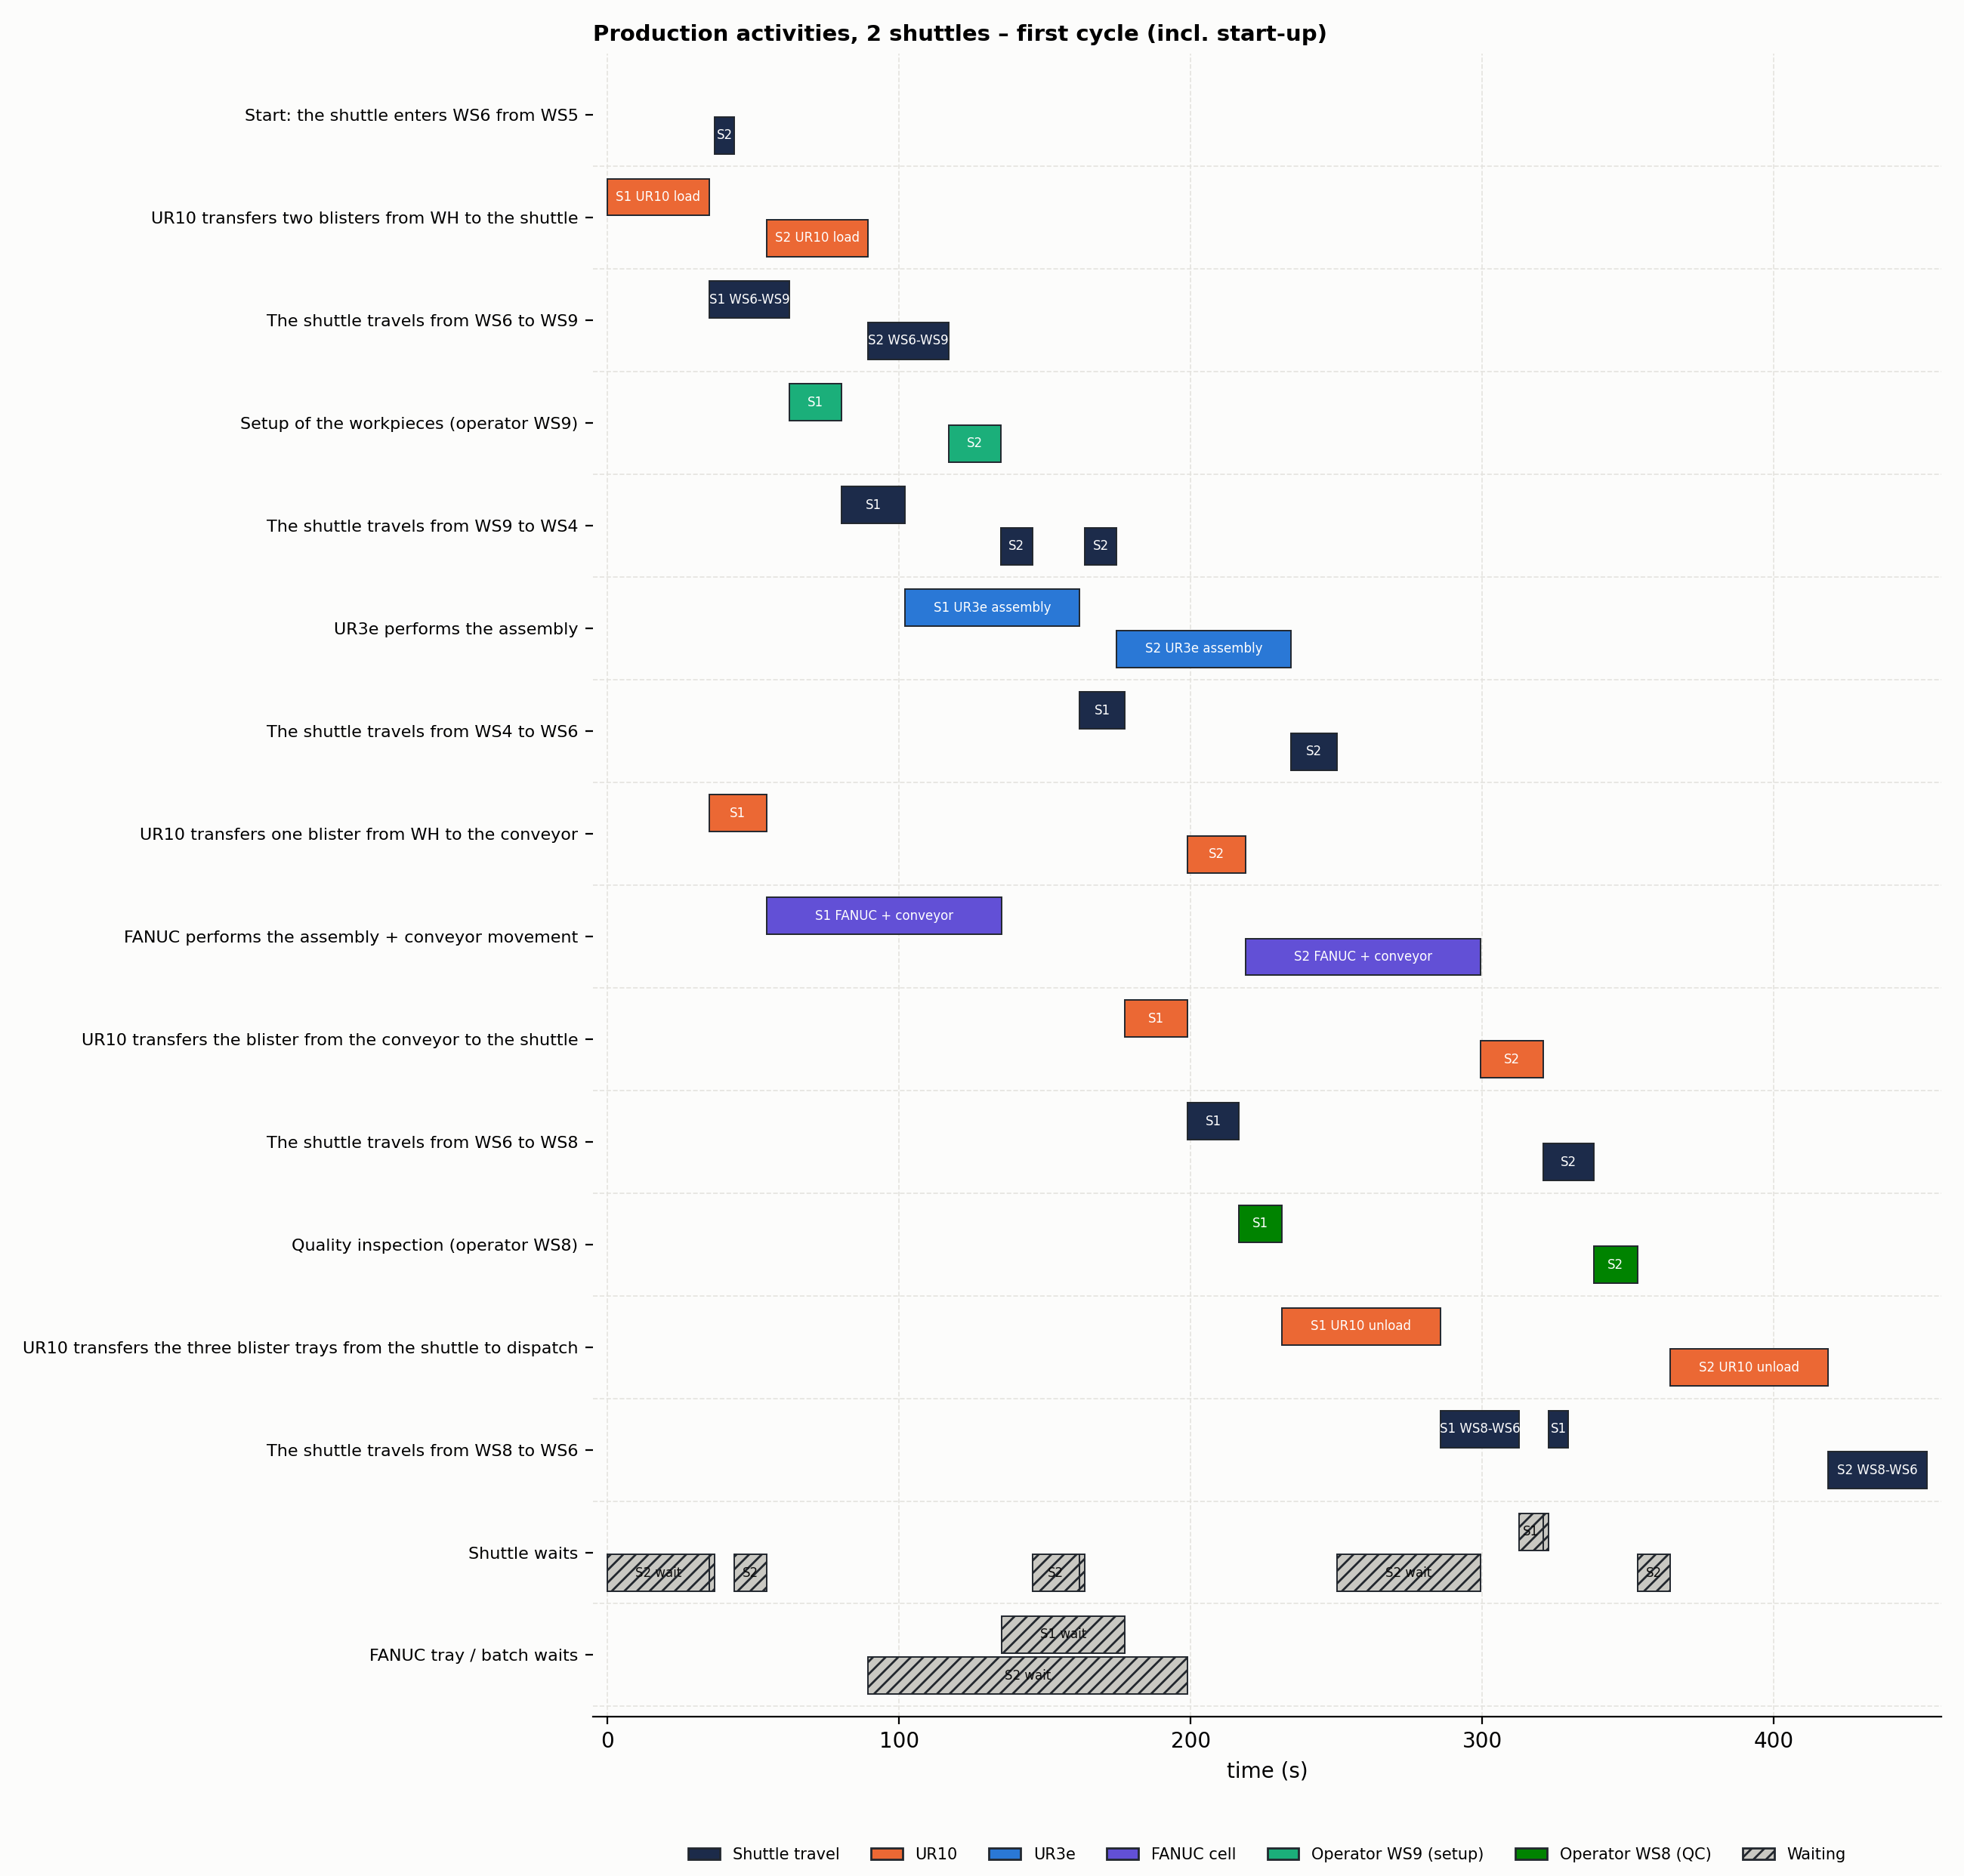 Production activities, 2 shuttles – first cycle (incl. start-up)
Start: the shuttle enters WS6 from WS5
S2
UR10 transfers two blisters from WH to the shuttle
S1 UR10 load
S2 UR10 load
The shuttle travels from WS6 to WS9
S1 WS6-WS9
S2 WS6-WS9
Setup of the workpieces (operator WS9)
S1
S2
The shuttle travels from WS9 to WS4
S1
S2
S2
UR3e performs the assembly
S1 UR3e assembly
S2 UR3e assembly
The shuttle travels from WS4 to WS6
S1
S2
UR10 transfers one blister from WH to the conveyor
S1
S2
FANUC performs the assembly + conveyor movement
S1 FANUC + conveyor
S2 FANUC + conveyor
UR10 transfers the blister from the conveyor to the shuttle
S1
S2
The shuttle travels from WS6 to WS8
S1
S2
Quality inspection (operator WS8)
S1
S2
UR10 transfers the three blister trays from the shuttle to dispatch
S1 UR10 unload
S2 UR10 unload
The shuttle travels from WS8 to WS6
S1 WS8-WS6
S1
S2 WS8-WS6
Shuttle waits
S1
S2 wait
S2
S2
S2 wait
S2
FANUC tray / batch waits
S1 wait
S2 wait
0 100 200 300 400
time (s)
Shuttle travel UR10 UR3e FANUC cell Operator WS9 (setup) Operator WS8 (QC) Waiting